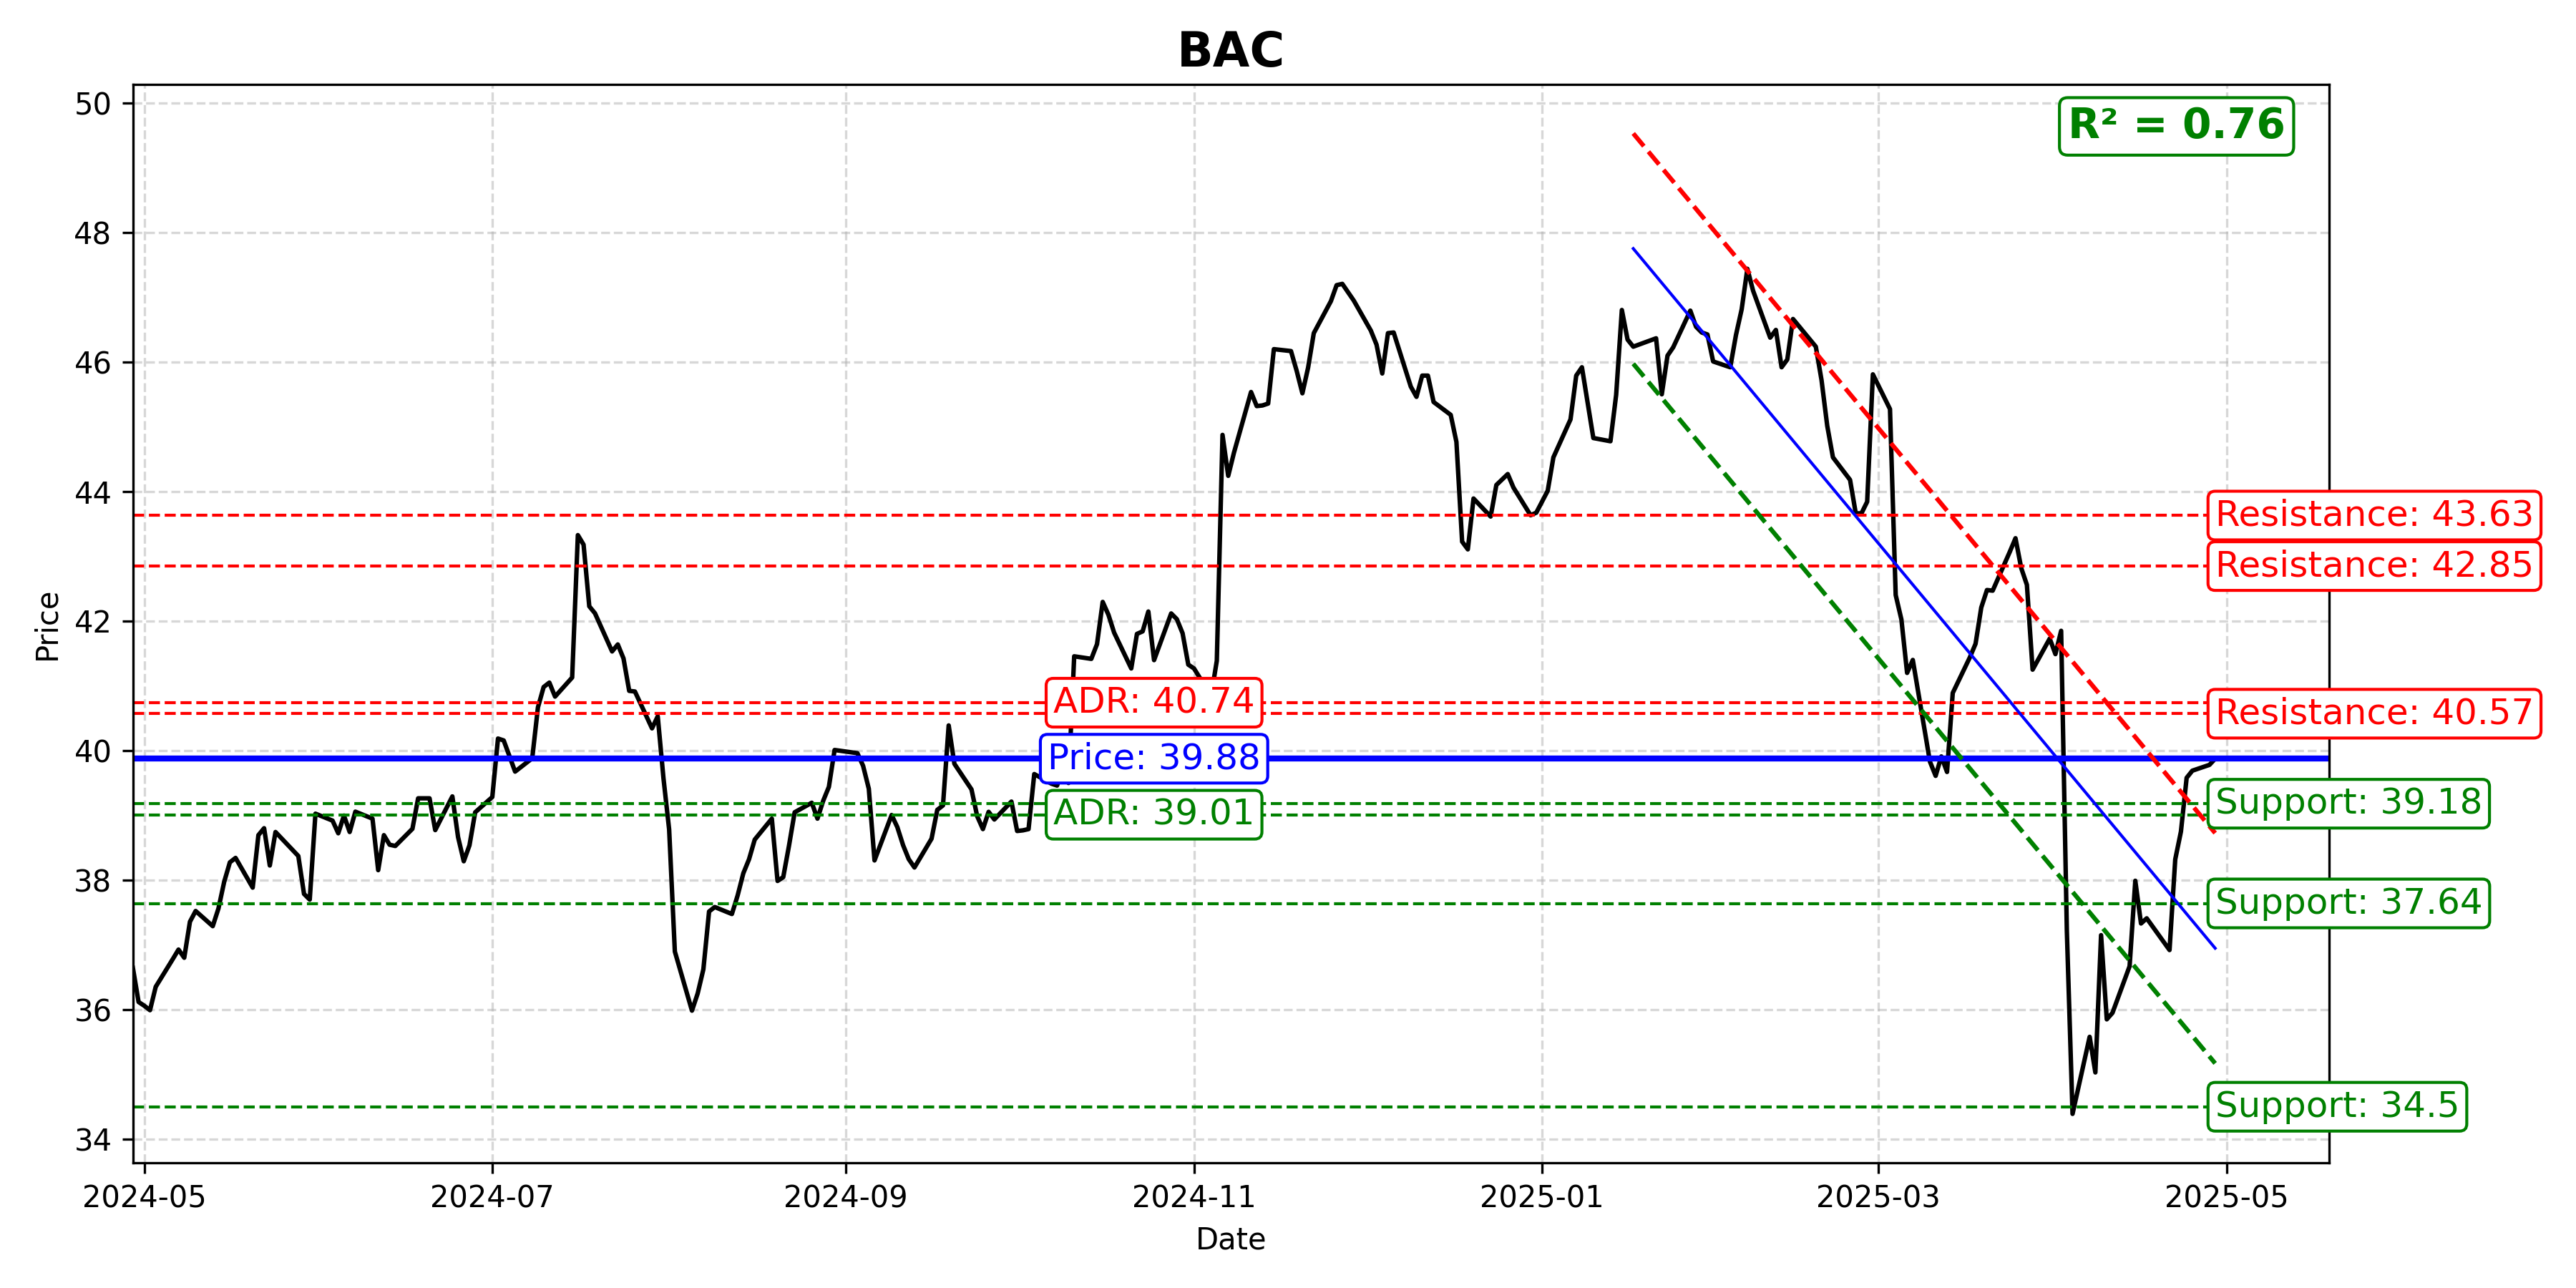 BAC
R² = 0.76
50
48
46
44
42
40
38
36
34
Price
Resistance: 43.63
Resistance: 42.85
ADR: 40.74
Resistance: 40.57
Price: 39.88
Support: 39.18
ADR: 39.01
Support: 37.64
Support: 34.5
2024-05
2024-07
2024-09
2024-11
2025-01
2025-03
2025-05
Date